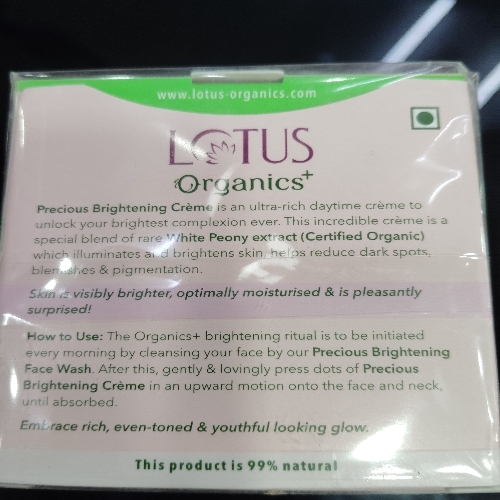 www.lotus-organics.com
LOTUS
Organics+
Precious Brightening Crème is an ultra-rich daytime crème to
unlock your brightest complexion ever. This incredible crème is a
special blend of rare White Peony extract (Certified Organic)
which illuminates and brightens skin, helps reduce dark spots,
blemishes & pigmentation.
Skin is visibly brighter, optimally moisturised & is pleasantly
surprised!
How to Use: The Organics+ brightening ritual is to be initiated
every morning by cleansing your face by our Precious Brightening
Face Wash. After this, gently & lovingly press dots of Precious
Brightening Crème in an upward motion onto the face and neck,
until absorbed.
Embrace rich, even-toned & youthful looking glow.
This product is 99% natural